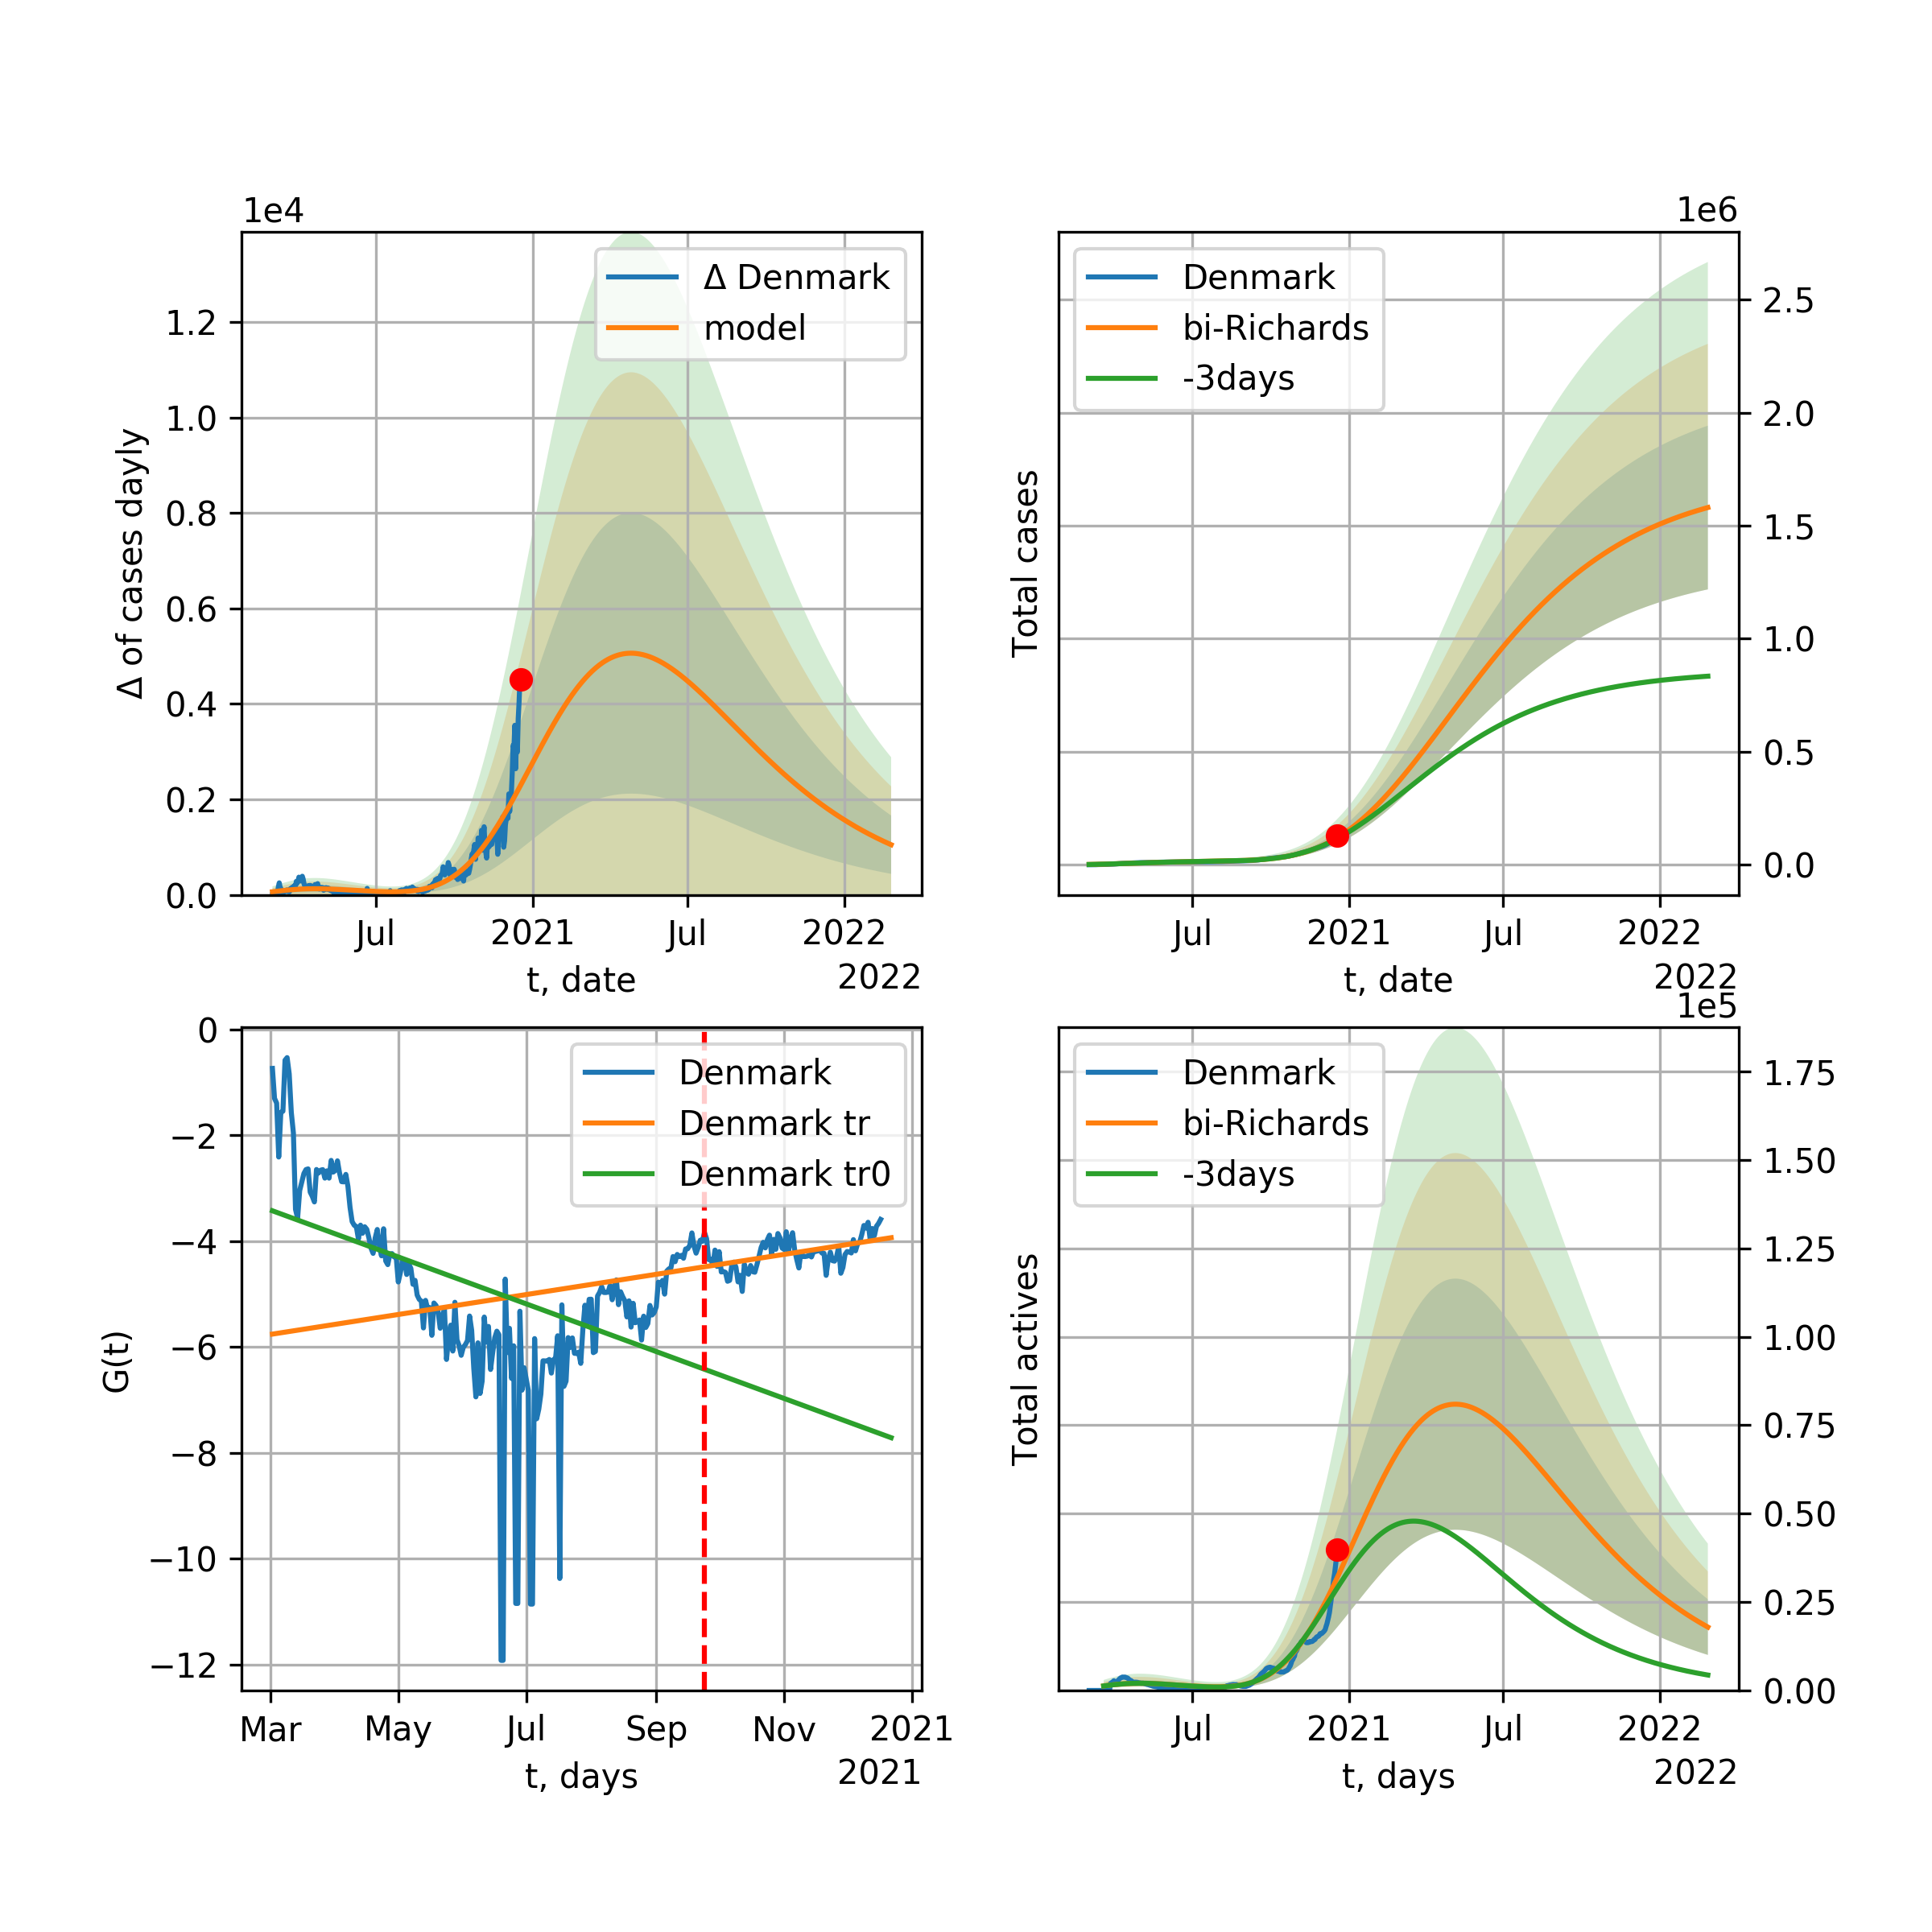 1e4
Δ Denmark
model
1.2
1.0
0.8
0.6
0.4
0.2
0.0
Δ of cases dayly
Jul
2021
Jul
2022
t, date
2022
1e6
Denmark
bi-Richards
-3days
2.5
2.0
1.5
1.0
0.5
0.0
Total cases
Jul
2021
Jul
2022
t, date
2022
Denmark
Denmark tr
Denmark tr0
0
−2
−4
−6
−8
−10
−12
G(t)
Mar
May
Jul
Sep
Nov
2021
t, days
2021
1e5
Denmark
bi-Richards
-3days
1.75
1.50
1.25
1.00
0.75
0.50
0.25
0.00
Total actives
Jul
2021
Jul
2022
t, days
2022